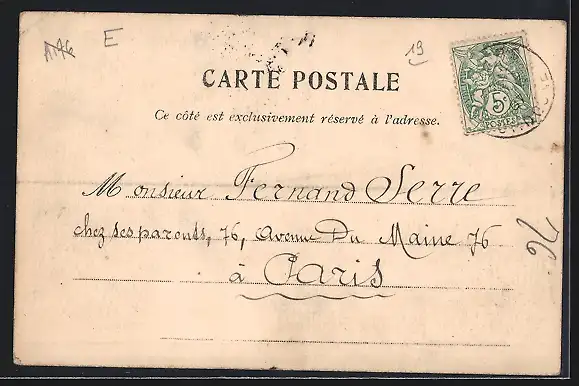 E
19
CARTE POSTALE
Ce côté est exclusivement réservé à l'adresse.
5
POSTES
Monsieur Fernand Serre
chez ses parents, 76, Avenue Du Maine 76
à Paris